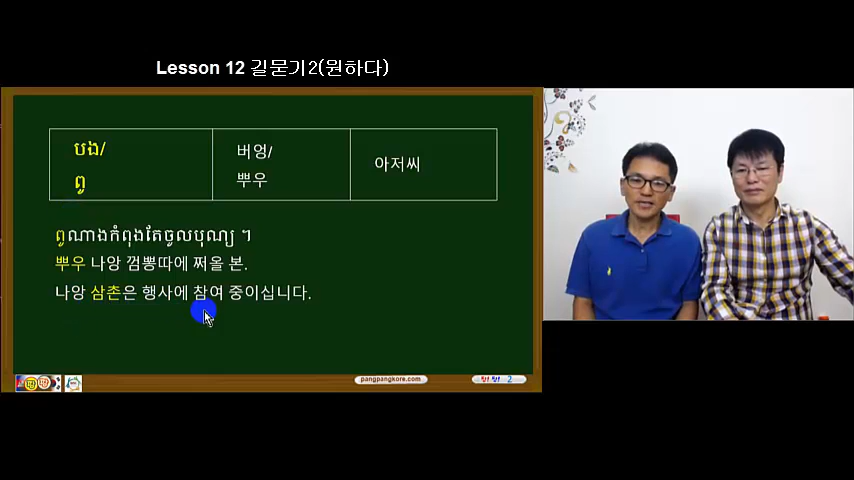 Lesson 12 길묻기2(원하다)
បង/
ពូ
버엉/
뿌우
아저씨
ពូណាងកំពុងតែចូលបុណ្យ ។
뿌우 나앙 껌뽕따에 쩌올 본.
나앙 삼촌은 행사에 참여 중이십니다.
pangpangkore.com
2